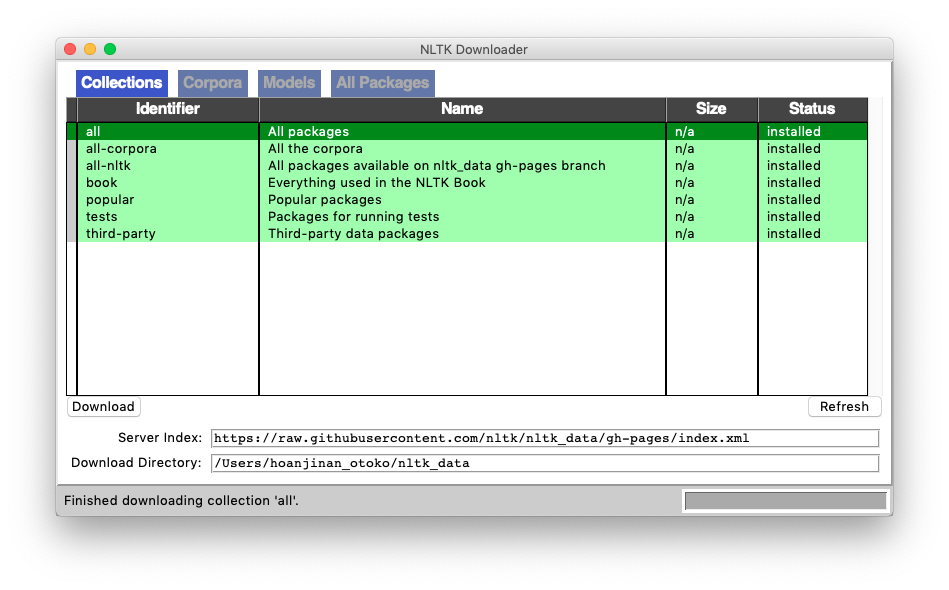 NLTK Downloader
Collections Corpora Models All Packages
Identifier Name Size Status
all All packages n/a installed
all-corpora All the corpora n/a installed
all-nltk All packages available on nltk_data gh-pages branch n/a installed
book Everything used in the NLTK Book n/a installed
popular Popular packages n/a installed
tests Packages for running tests n/a installed
third-party Third-party data packages n/a installed
Download Refresh
Server Index: https://raw.githubusercontent.com/nltk/nltk_data/gh-pages/index.xml
Download Directory: /Users/hoanjinan_otoko/nltk_data
Finished downloading collection 'all'.